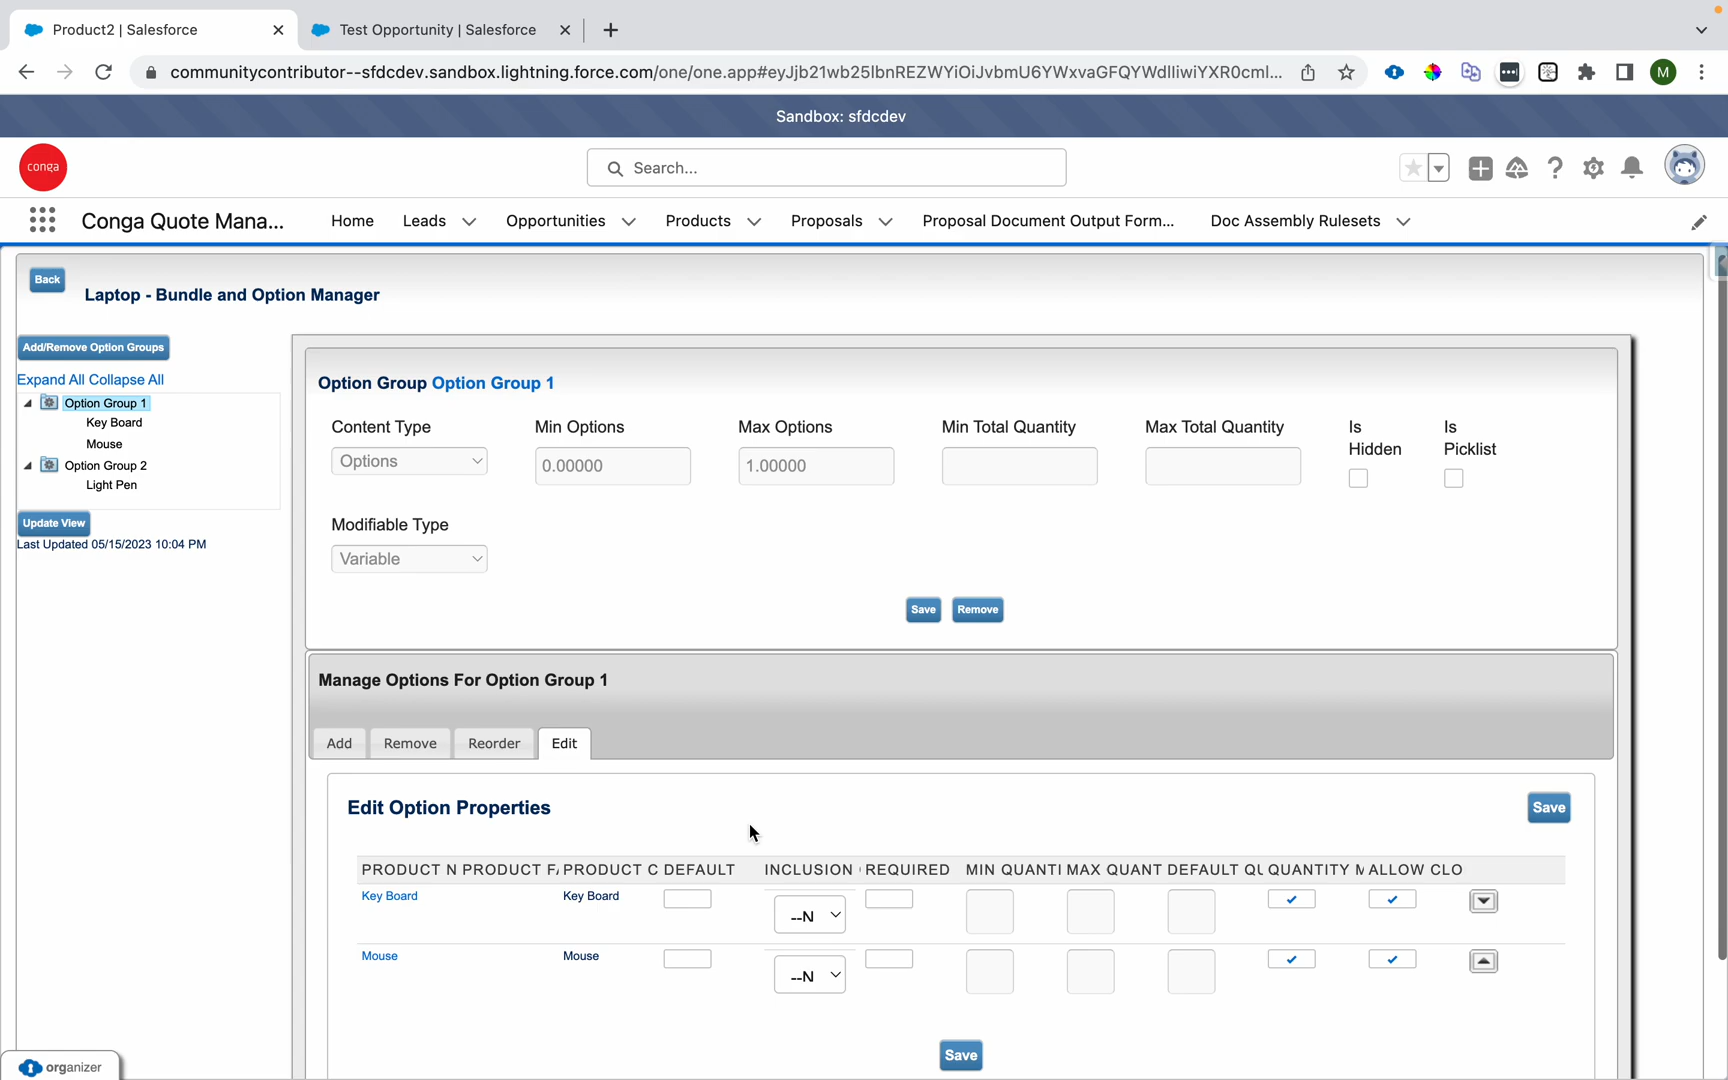 Product2 | Salesforce
Test Opportunity | Salesforce
communitycontributor--sfdcdev.sandbox.lightning.force.com/one/one.app#eyJjb21wb25lbnREZWYiOiJvbmU6YWxvaGFQYWdlIiwiYXR0cml...
M
Sandbox: sfdcdev
conga
Search...
Conga Quote Mana...
Home
Leads
Opportunities
Products
Proposals
Proposal Document Output Form...
Doc Assembly Rulesets
Back
Laptop - Bundle and Option Manager
Add/Remove Option Groups
Expand All Collapse All
Option Group 1
Key Board
Mouse
Option Group 2
Light Pen
Update View
Last Updated 05/15/2023 10:04 PM
Option Group Option Group 1
Content Type
Min Options
Max Options
Min Total Quantity
Max Total Quantity
Is Hidden
Is Picklist
Options
0.00000
1.00000
Modifiable Type
Variable
Save
Remove
Manage Options For Option Group 1
Add
Remove
Reorder
Edit
Edit Option Properties
Save
PRODUCT N PRODUCT F PRODUCT C DEFAULT INCLUSION REQUIRED MIN QUANTI MAX QUANT DEFAULT QU QUANTITY M ALLOW CLO
Key Board Key Board --N
Mouse Mouse --N
Save
organizer